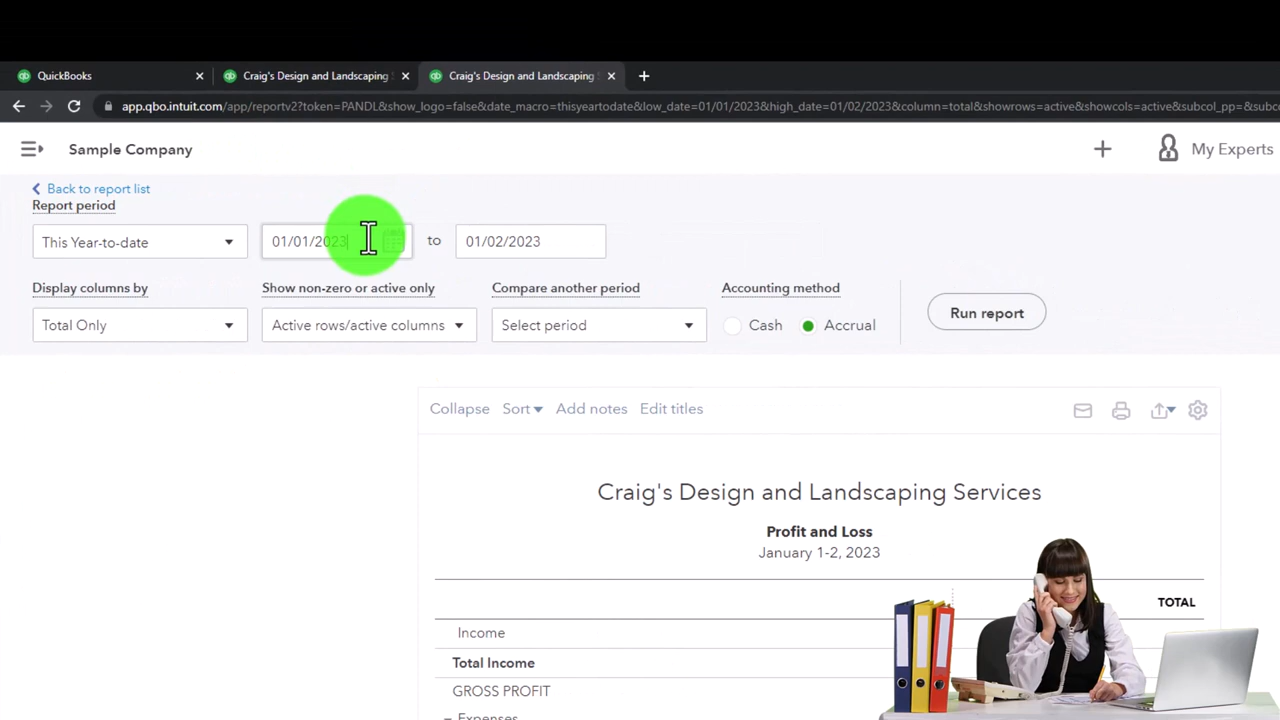 QuickBooks
Craig's Design and Landscaping
Craig's Design and Landscaping
app.qbo.intuit.com/app/reportv2?token=PANDL&show_logo=false&date_macro=thisyeartodate&low_date=01/01/2023&high_date=01/02/2023&column=total&showrows=active&showcols=active&subcol_pp=&subc
Sample Company
My Experts
Back to report list
Report period
This Year-to-date 01/01/2023 to 01/02/2023
Display columns by Show non-zero or active only Compare another period Accounting method
Total Only Active rows/active columns Select period Cash Accrual Run report
Collapse Sort Add notes Edit titles
Craig's Design and Landscaping Services
Profit and Loss
January 1-2, 2023
TOTAL
Income
Total Income
GROSS PROFIT
Expenses